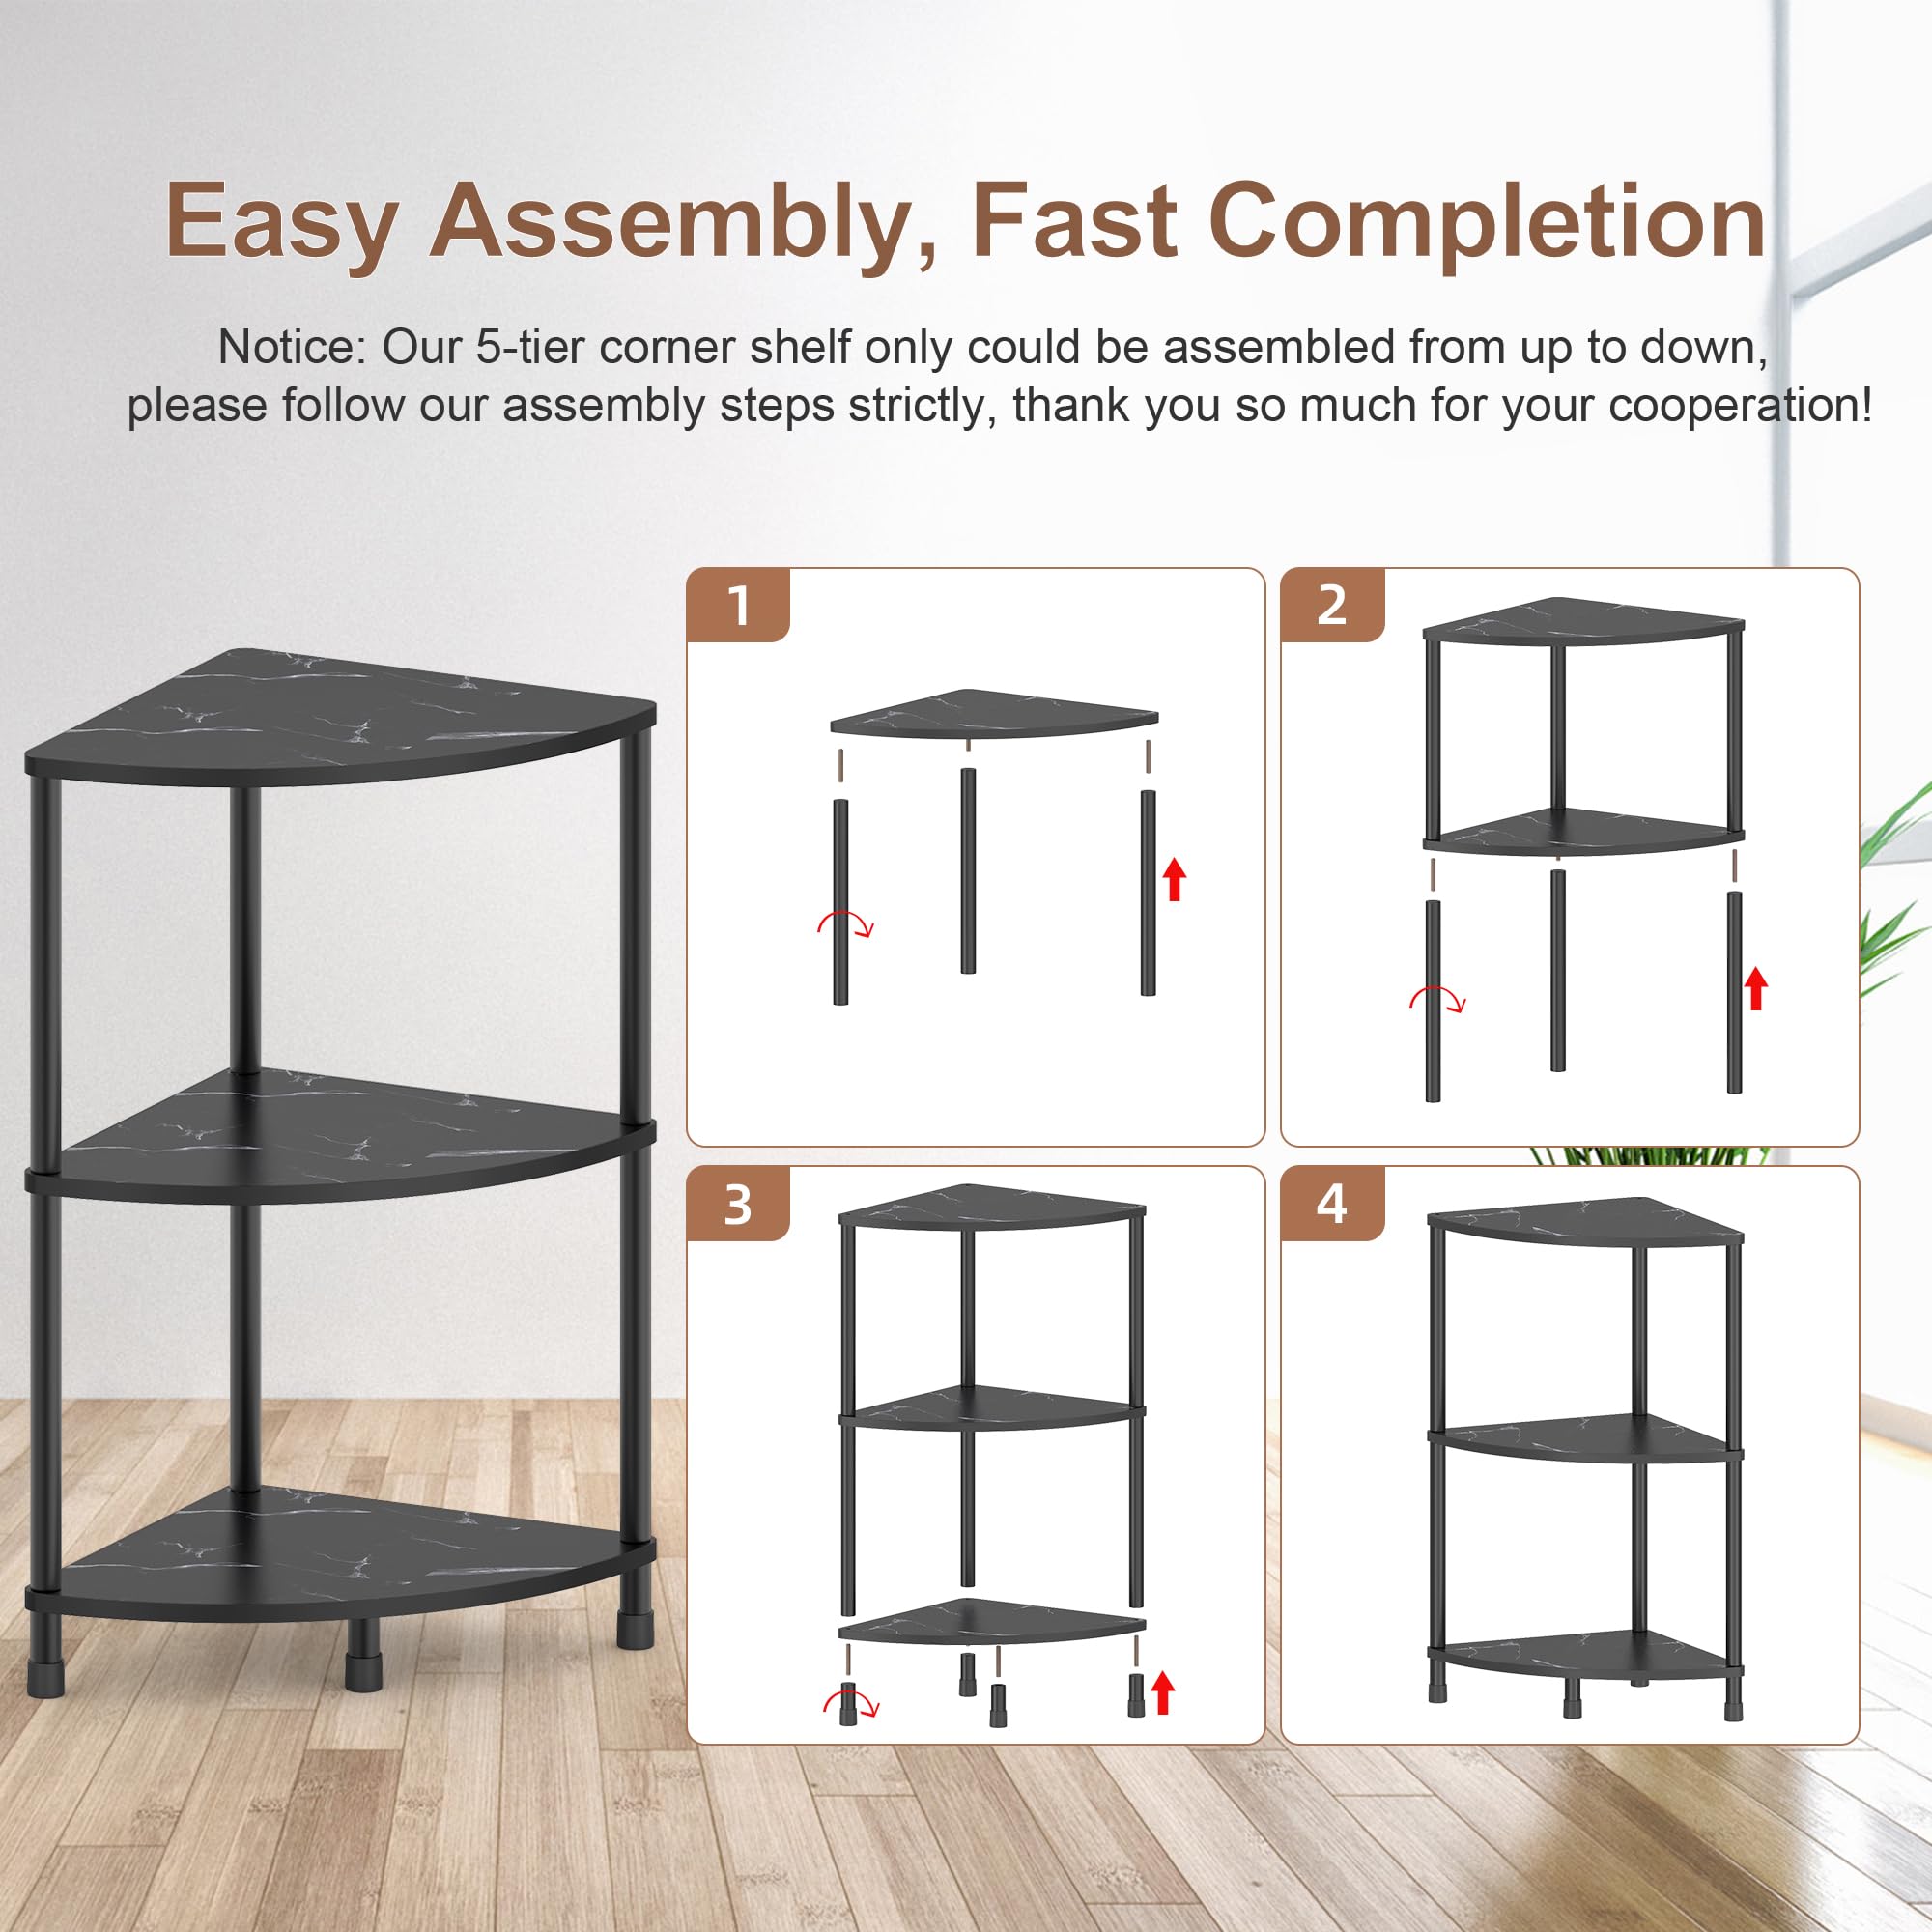 Easy Assembly, Fast Completion
Notice: Our 5-tier corner shelf only could be assembled from up to down,
please follow our assembly steps strictly, thank you so much for your cooperation!
1
2
3
4